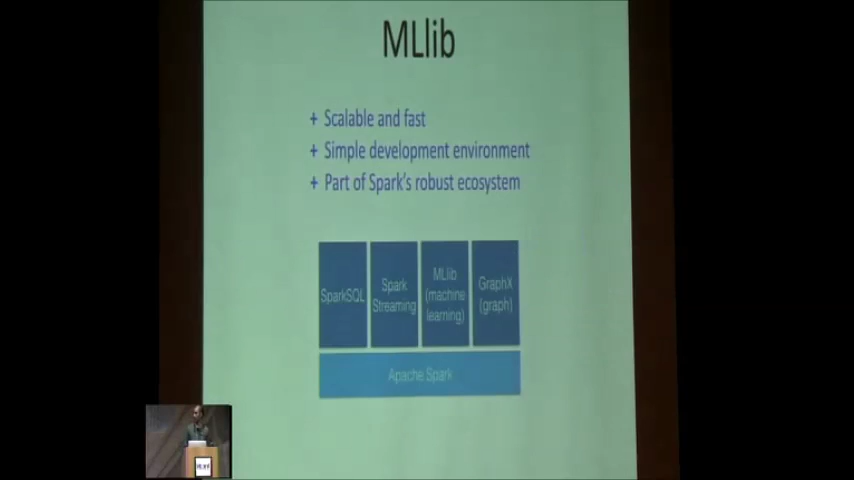 MLlib
+ Scalable and fast
+ Simple development environment
+ Part of Spark's robust ecosystem
SparkSQL
Spark
Streaming
MLlib
(machine
learning)
GraphX
(graph)
Apache Spark